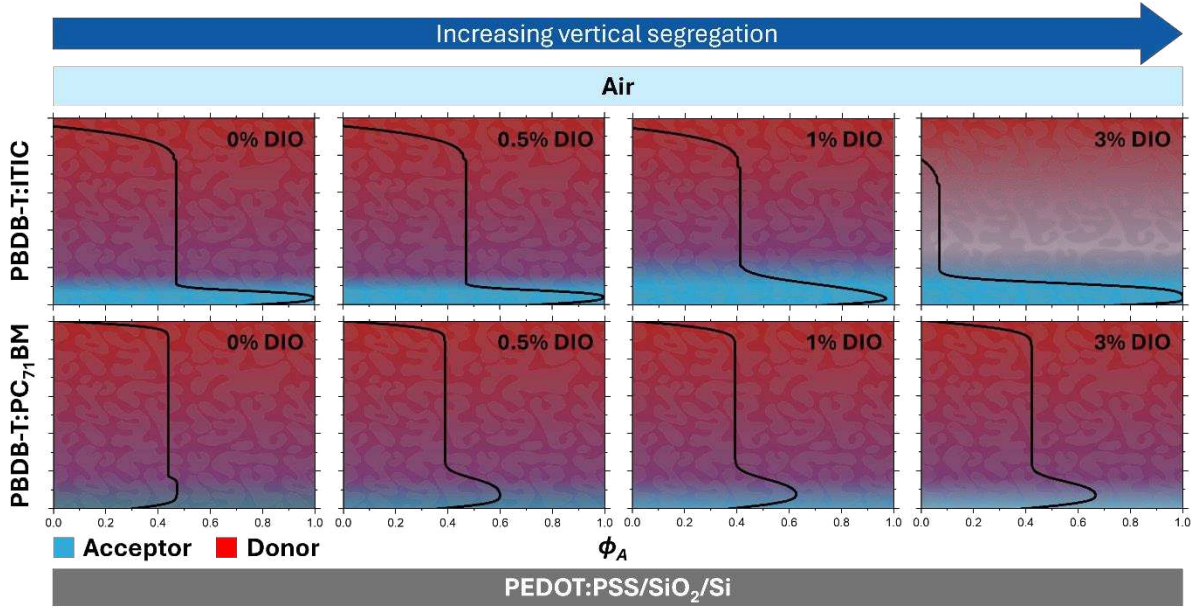 Increasing vertical segregation
Air
PBDB-T:ITIC
0% DIO
0.5% DIO
1% DIO
3% DIO
PBDB-T:PC₇₁BM
0% DIO
0.5% DIO
1% DIO
3% DIO
0.0 0.2 0.4 0.6 0.8 1.0 0.0 0.2 0.4 0.6 0.8 1.0 0.0 0.2 0.4 0.6 0.8 1.0 0.0 0.2 0.4 0.6 0.8 1.0
Acceptor Donor ϕ_A
PEDOT:PSS/SiO₂/Si